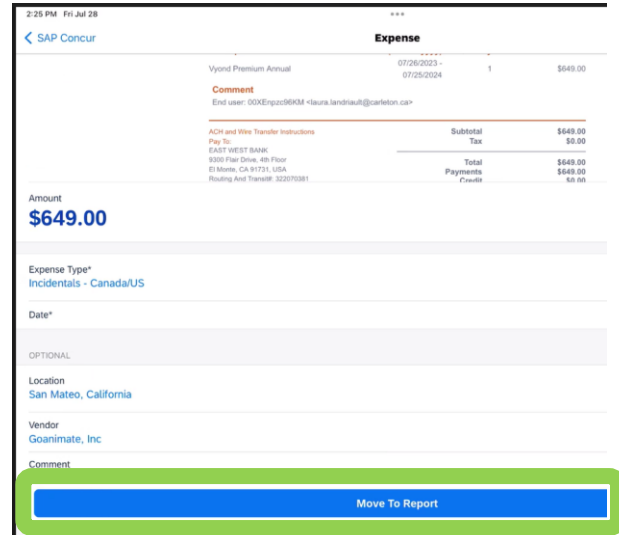 2:25 PM Fri Jul 28
SAP Concur
Expense
Vyond Premium Annual
07/26/2023 -
07/25/2024
1
$649.00
Comment
End user: 00XEnpzc96KM <laura.landriault@carleton.ca>
ACH and Wire Transfer Instructions
Pay To:
EAST WEST BANK
9300 Flair Drive, 4th Floor
El Monte, CA 91731, USA
Routing And Transit#: 322070381
Subtotal $649.00
Tax $0.00
Total $649.00
Payments $649.00
Credit $0.00
Amount
$649.00
Expense Type*
Incidentals - Canada/US
Date*
OPTIONAL
Location
San Mateo, California
Vendor
Goanimate, Inc
Comment
Move To Report